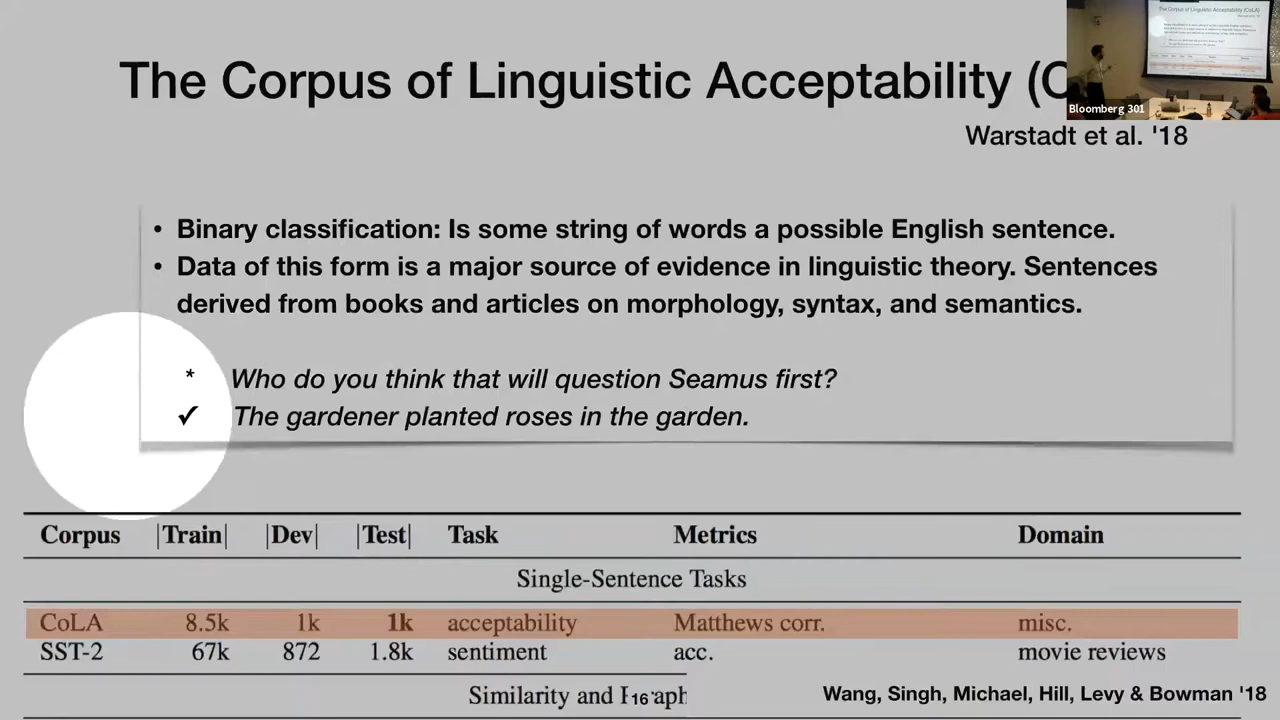 The Corpus of Linguistic Acceptability (C
Bloomberg 301
Warstadt et al. '18
• Binary classification: Is some string of words a possible English sentence.
• Data of this form is a major source of evidence in linguistic theory. Sentences
derived from books and articles on morphology, syntax, and semantics.
* Who do you think that will question Seamus first?
✓ The gardener planted roses in the garden.
Corpus |Train| |Dev| |Test| Task Metrics Domain
Single-Sentence Tasks
CoLA 8.5k 1k 1k acceptability Matthews corr. misc.
SST-2 67k 872 1.8k sentiment acc. movie reviews
Similarity and
16
Wang, Singh, Michael, Hill, Levy & Bowman '18